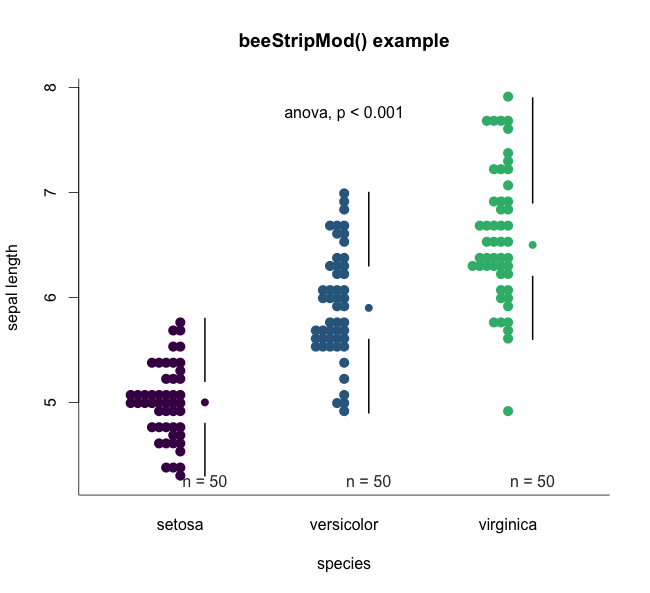 beeStripMod() example
anova, p < 0.001
8
7
6
5
sepal length
n = 50
n = 50
n = 50
setosa
versicolor
virginica
species